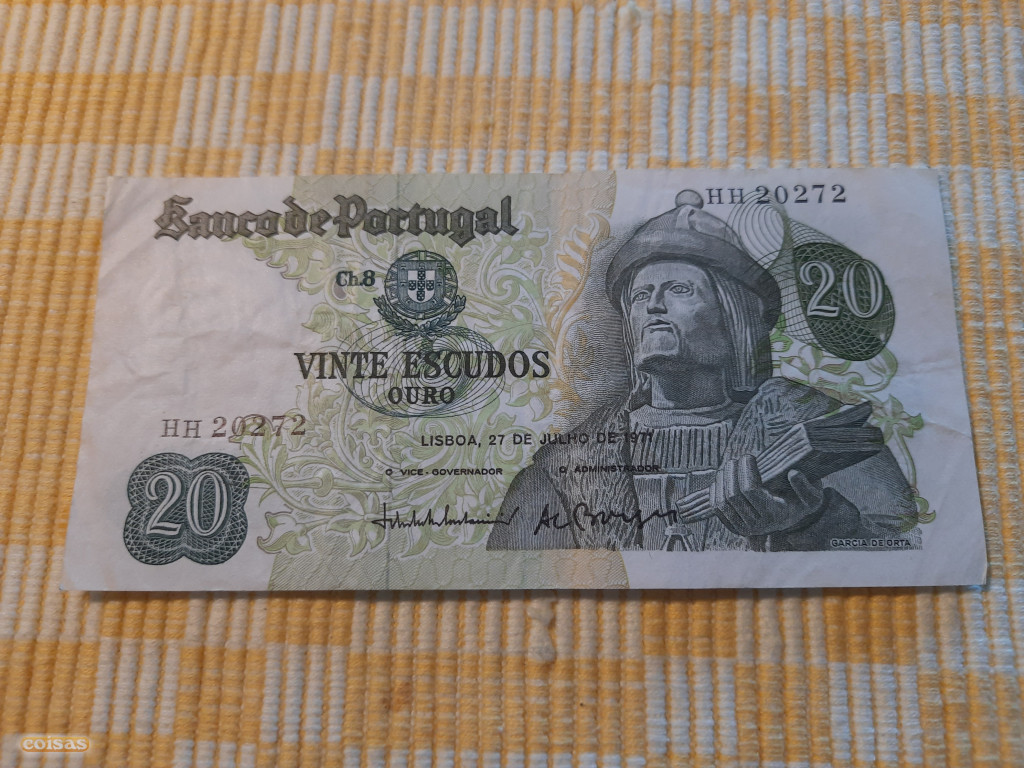 Banco de Portugal
HH 20272
Ch.8
20
VINTE ESCUDOS
OURO
HH 20272
LISBOA, 27 DE JULHO DE 1971
O VICE-GOVERNADOR
O ADMINISTRADOR
20
GARCIA DE ORTA
coisas